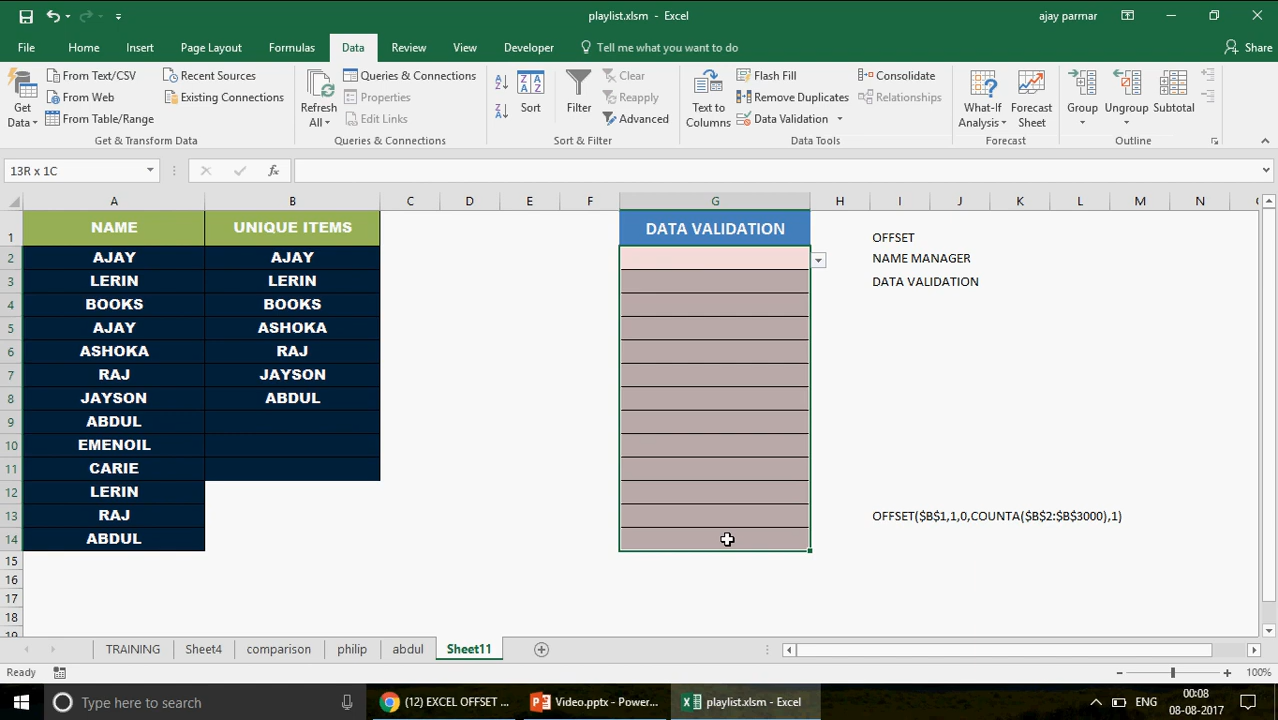 playlist.xlsm - Excel
ajay parmar
File Home Insert Page Layout Formulas Data Review View Developer Tell me what you want to do Share
Get Data
From Text/CSV
From Web
From Table/Range
Recent Sources
Existing Connections
Get & Transform Data
Refresh All
Queries & Connections
Properties
Edit Links
Queries & Connections
Sort
Filter
Clear
Reapply
Advanced
Sort & Filter
Text to Columns
Flash Fill
Remove Duplicates
Data Validation
Consolidate
Relationships
Data Tools
What-If Analysis
Forecast Sheet
Forecast
Group
Ungroup
Subtotal
Outline
13R x 1C
fx
A B C D E F G H I J K L M N
1 NAME UNIQUE ITEMS DATA VALIDATION OFFSET
2 AJAY AJAY NAME MANAGER
3 LERIN LERIN DATA VALIDATION
4 BOOKS BOOKS
5 AJAY ASHOKA
6 ASHOKA RAJ
7 RAJ JAYSON
8 JAYSON ABDUL
9 ABDUL
10 EMENOIL
11 CARIE
12 LERIN
13 RAJ OFFSET($B$1,1,0,COUNTA($B$2:$B$3000),1)
14 ABDUL
15
16
17
18
19
TRAINING Sheet4 comparison philip abdul Sheet11
Ready
100%
Type here to search
(12) EXCEL OFFSET ...
Video.pptx - Power...
playlist.xlsm - Excel
ENG
00:08
08-08-2017